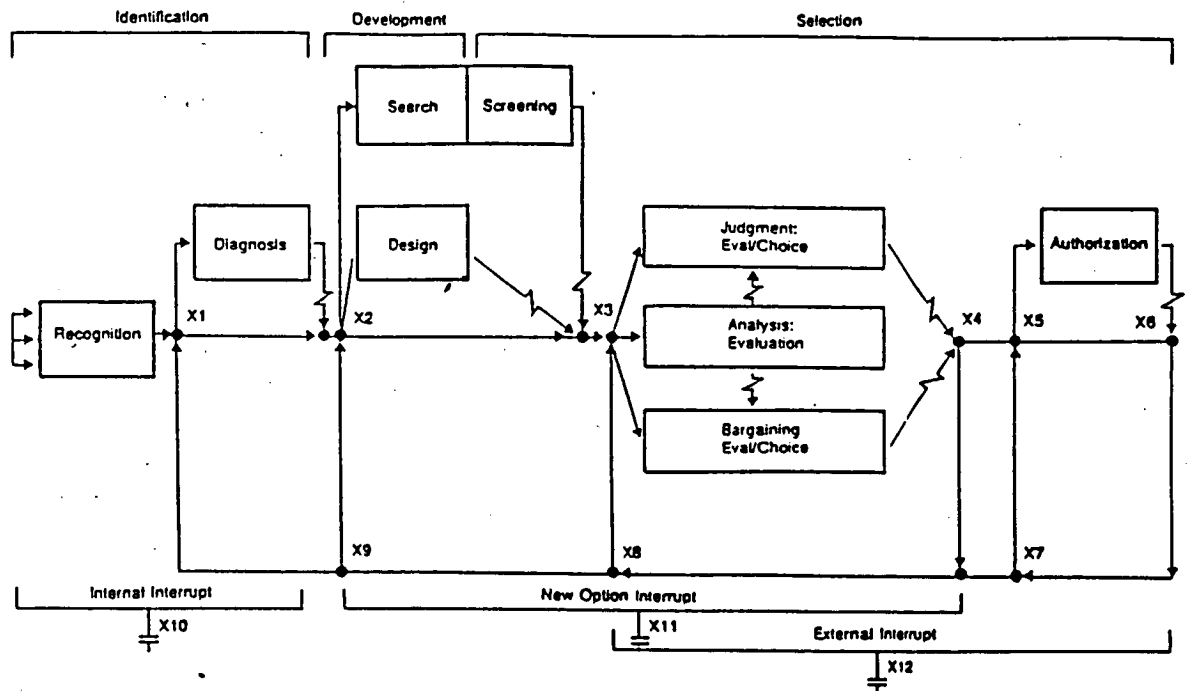 Identification
Development
Selection
Search
Screening
Diagnosis
Design
Judgment:
Eval/Choice
Authorization
Recognition
X1
X2
X3
Analysis:
Evaluation
X4
X5
X6
Bargaining
Eval/Choice
X9
X8
X7
Internal Interrupt
New Option Interrupt
X10
X11
External Interrupt
X12